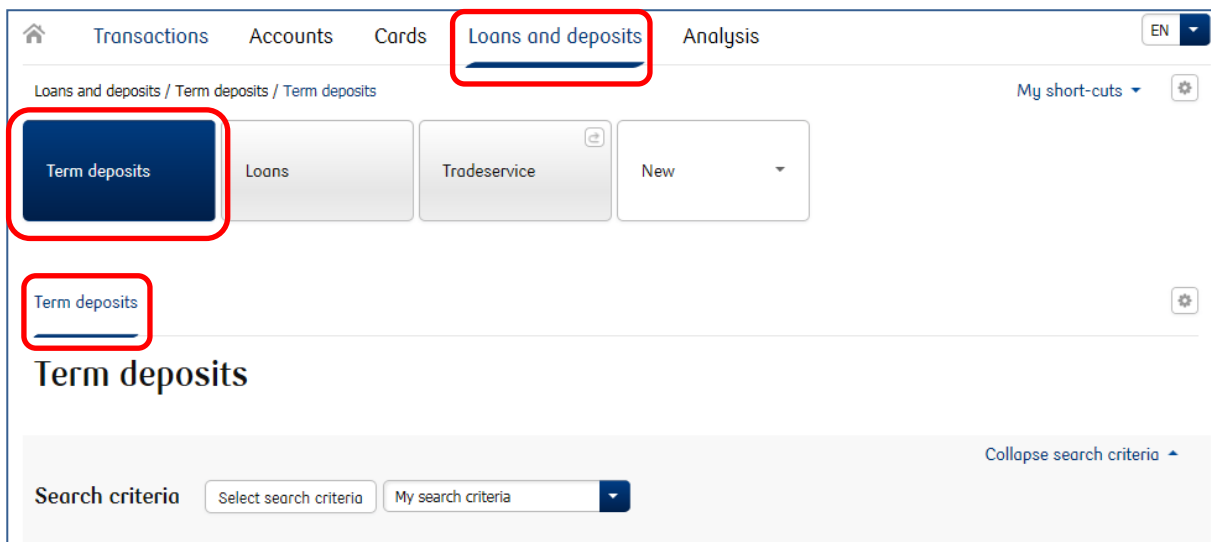 Transactions Accounts Cards Loans and deposits Analysis EN
Loans and deposits / Term deposits / Term deposits My short-cuts
Term deposits Loans Tradeservice New
Term deposits
Term deposits
Collapse search criteria
Search criteria Select search criteria My search criteria